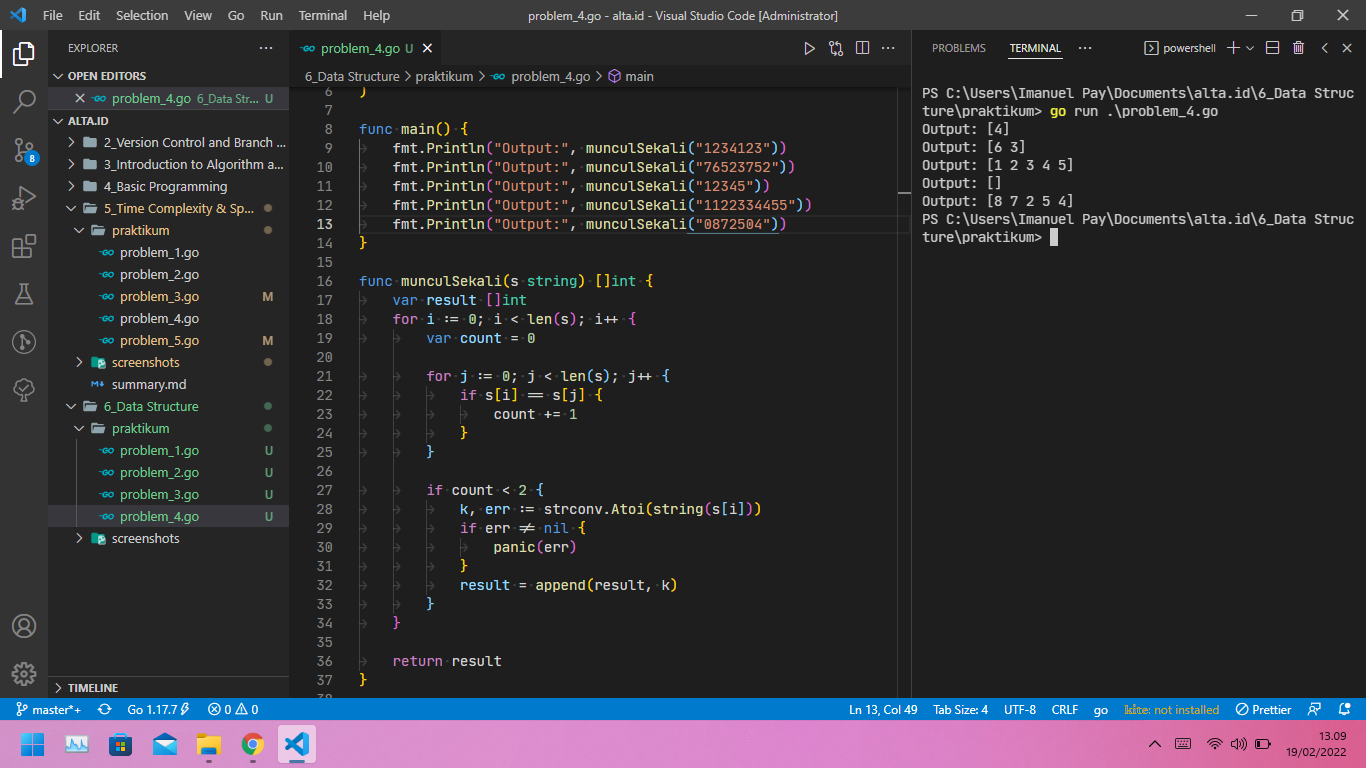 File Edit Selection View Go Run Terminal Help
problem_4.go - alta.id - Visual Studio Code [Administrator]
EXPLORER
OPEN EDITORS
problem_4.go 6_Data Str... U
ALTA.ID
2_Version Control and Branch ...
3_Introduction to Algorithm a...
4_Basic Programming
5_Time Complexity & Sp...
praktikum
problem_1.go
problem_2.go
problem_3.go M
problem_4.go
problem_5.go M
screenshots
summary.md
6_Data Structure
praktikum
problem_1.go U
problem_2.go U
problem_3.go U
problem_4.go U
screenshots
TIMELINE
8
problem_4.go U
6_Data Structure > praktikum > problem_4.go > main
6 )
7
8 func main() {
9 fmt.Println("Output:", munculSekali("1234123"))
10 fmt.Println("Output:", munculSekali("76523752"))
11 fmt.Println("Output:", munculSekali("12345"))
12 fmt.Println("Output:", munculSekali("1122334455"))
13 fmt.Println("Output:", munculSekali("0872504"))
14 }
15
16 func munculSekali(s string) []int {
17 var result []int
18 for i := 0; i < len(s); i++ {
19 var count = 0
20
21 for j := 0; j < len(s); j++ {
22 if s[i] == s[j] {
23 count += 1
24 }
25 }
26
27 if count < 2 {
28 k, err := strconv.Atoi(string(s[i]))
29 if err != nil {
30 panic(err)
31 }
32 result = append(result, k)
33 }
34 }
35
36 return result
37 }
38
PROBLEMS TERMINAL powershell
PS C:\Users\Imanuel Pay\Documents\alta.id\6_Data Struc
ture\praktikum> go run .\problem_4.go
Output: [4]
Output: [6 3]
Output: [1 2 3 4 5]
Output: []
Output: [8 7 2 5 4]
PS C:\Users\Imanuel Pay\Documents\alta.id\6_Data Struc
ture\praktikum>
master*+ Go 1.17.7 0 0 Ln 13, Col 49 Tab Size: 4 UTF-8 CRLF go kite: not installed Prettier
13.09
19/02/2022